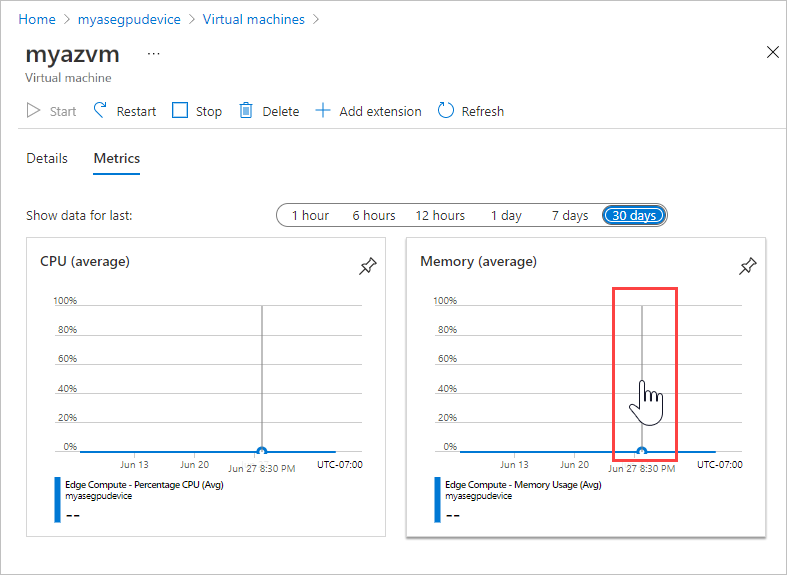 Home > myasegpudevice > Virtual machines >
myazvm ...
Virtual machine
Start Restart Stop Delete Add extension Refresh
Details Metrics
Show data for last: 1 hour 6 hours 12 hours 1 day 7 days 30 days
CPU (average)
100%
80%
60%
40%
20%
0%
Jun 13 Jun 20 Jun 27 8:30 PM UTC-07:00
Edge Compute - Percentage CPU (Avg)
myasegpudevice
--
Memory (average)
100%
80%
60%
40%
20%
0%
Jun 13 Jun 20 Jun 27 8:30 PM UTC-07:00
Edge Compute - Memory Usage (Avg)
myasegpudevice
--